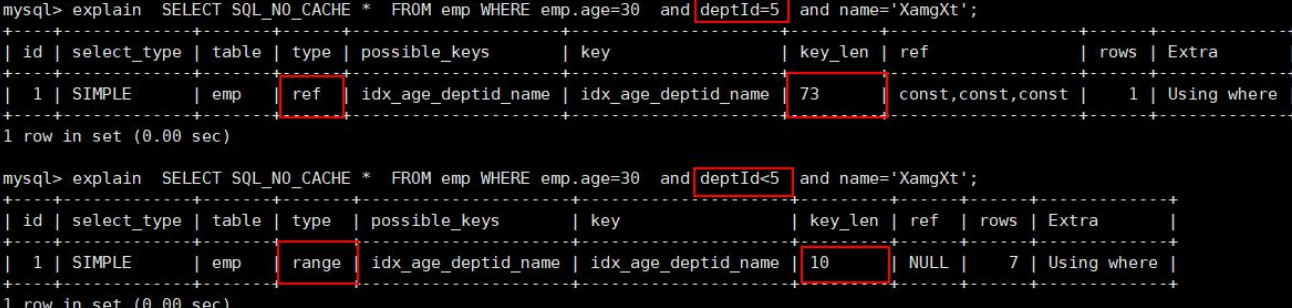 mysql> explain  SELECT SQL_NO_CACHE *  FROM emp WHERE emp.age=30  and deptId=5  and name='XamgXt';
+----+-------------+-------+------+-------------------+-------------------+---------+-------------------+------+-------------
| id | select_type | table | type | possible_keys     | key               | key_len | ref               | rows | Extra
+----+-------------+-------+------+-------------------+-------------------+---------+-------------------+------+-------------
|  1 | SIMPLE      | emp   | ref  | idx_age_deptid_name | idx_age_deptid_name | 73      | const,const,const |    1 | Using where |
+----+-------------+-------+------+-------------------+-------------------+---------+-------------------+------+-------------
1 row in set (0.00 sec)
mysql> explain  SELECT SQL_NO_CACHE *  FROM emp WHERE emp.age=30  and deptId<5  and name='XamgXt';
+----+-------------+-------+-------+---------------------+---------------------+---------+------+------+-------------+
| id | select_type | table | type  | possible_keys       | key                 | key_len | ref  | rows | Extra       |
+----+-------------+-------+-------+---------------------+---------------------+---------+------+------+-------------+
|  1 | SIMPLE      | emp   | range | idx_age_deptid_name | idx_age_deptid_name | 10      | NULL |    7 | Using where |
+----+-------------+-------+-------+---------------------+---------------------+---------+------+------+-------------+
1 row in set (0.00 sec)